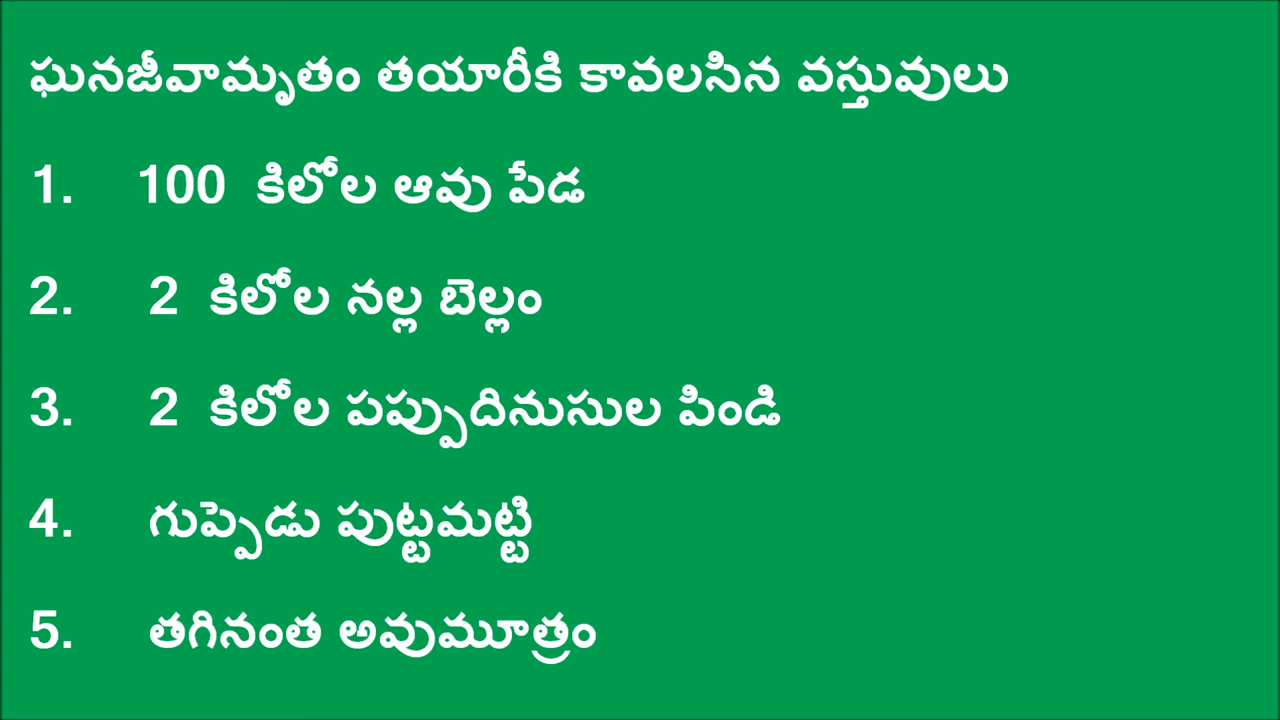 ఘనజీవామృతం తయారీకి కావలసిన వస్తువులు
1. 100 కిలోల ఆవు పేడ
2. 2 కిలోల నల్ల బెల్లం
3. 2 కిలోల పప్పుదినుసుల పిండి
4. గుప్పెడు పుట్టమట్టి
5. తగినంత అవుమూత్రం